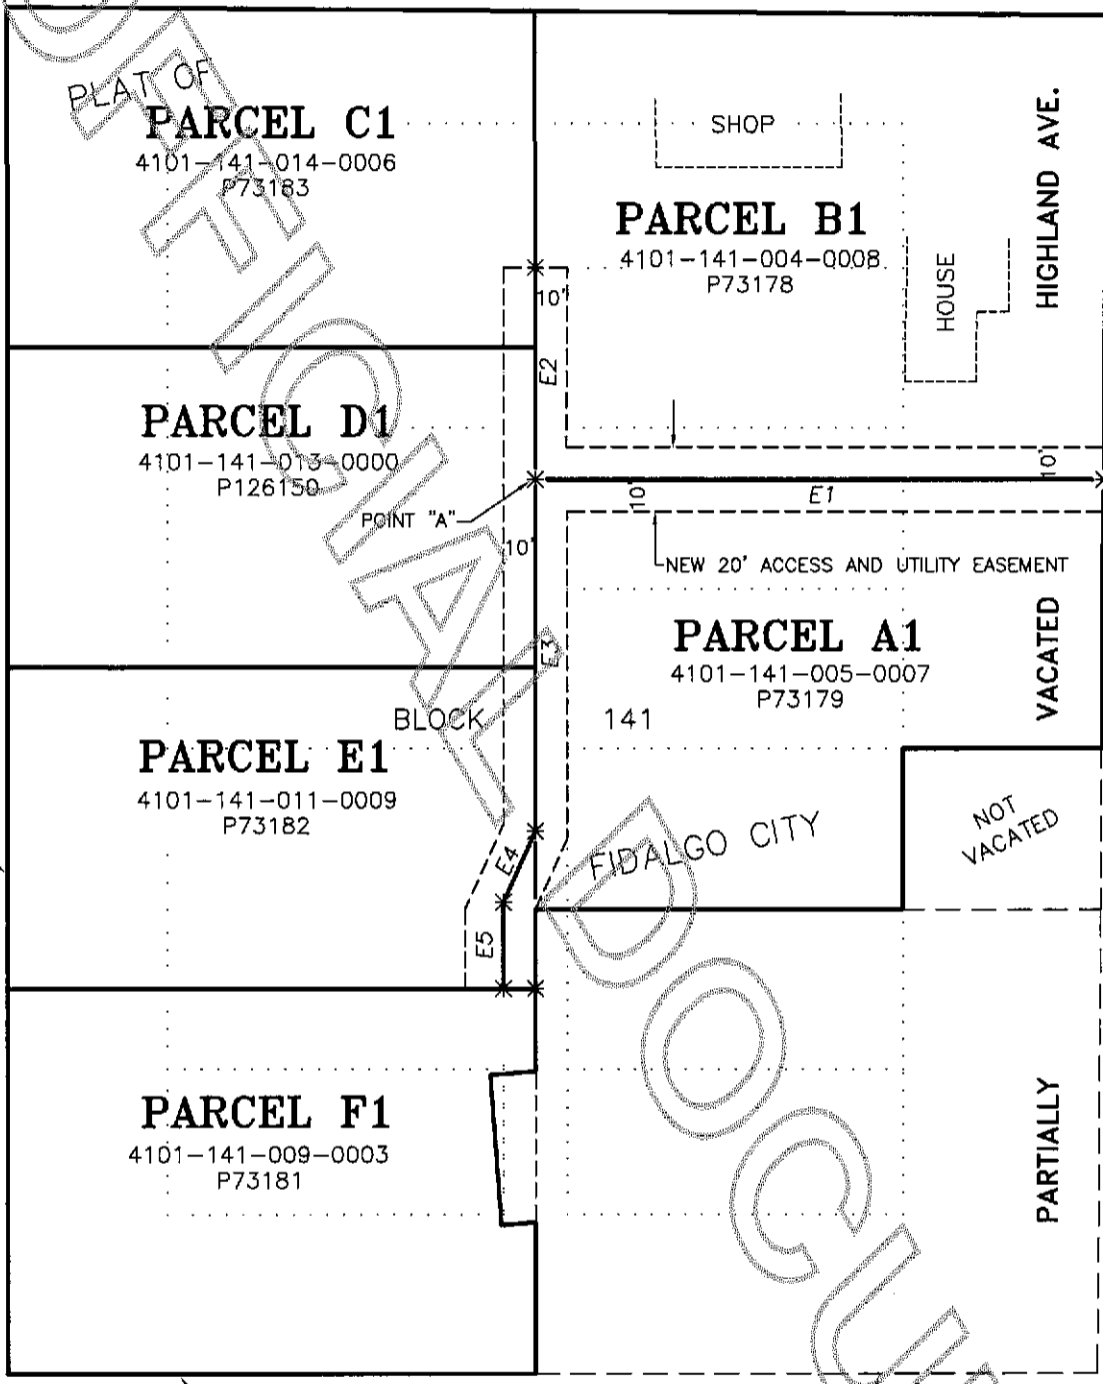 PLAT OF
PARCEL C1
4101-141-014-0006
P73183
SHOP
PARCEL B1
4101-141-004-0008
P73178
HOUSE
HIGHLAND AVE.
10'
E2
PARCEL D1
4101-141-013-0000
P126150
POINT "A"
10'
10'
E1
10'
NEW 20' ACCESS AND UTILITY EASEMENT
E3
PARCEL A1
4101-141-005-0007
P73179
VACATED
BLOCK
141
PARCEL E1
4101-141-011-0009
P73182
E4
FIDALGO CITY
NOT
VACATED
E5
PARCEL F1
4101-141-009-0003
P73181
PARTIALLY
OFFICIAL DOCU